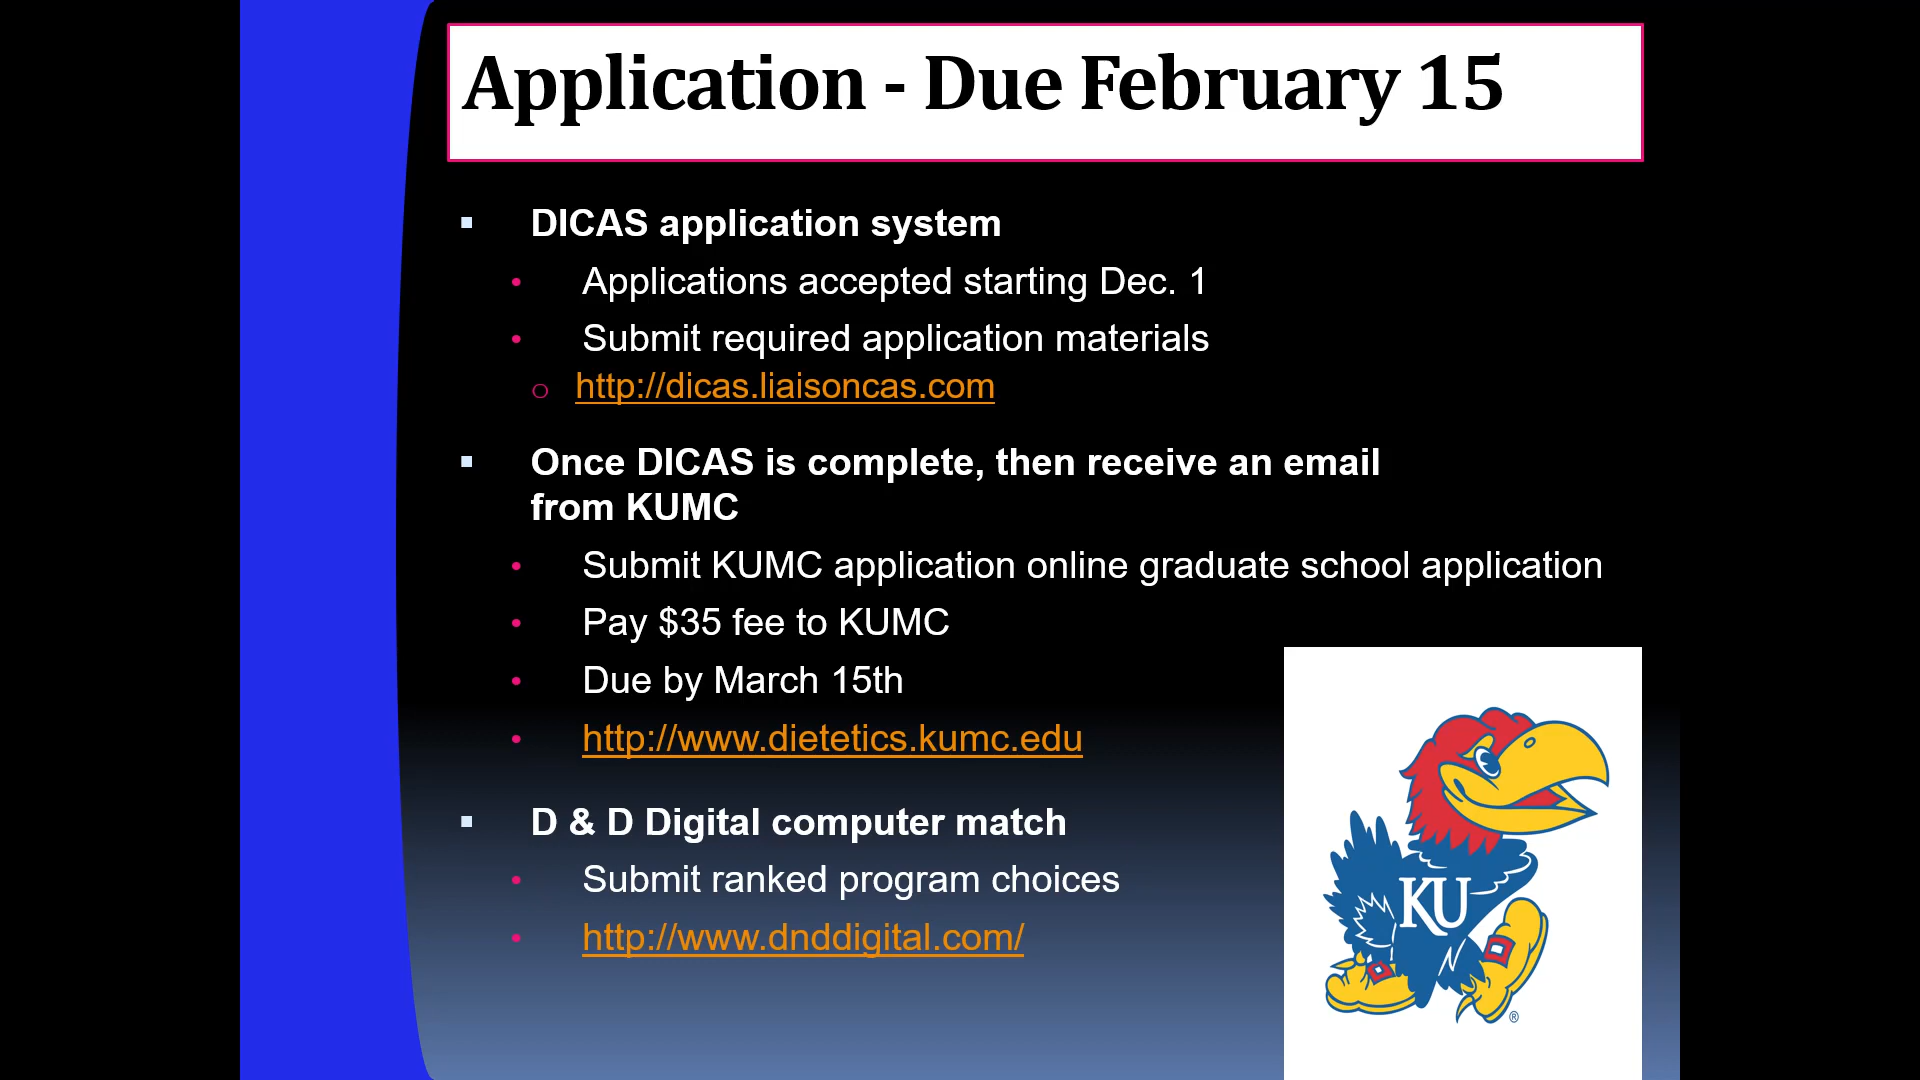 Application - Due February 15
DICAS application system
Applications accepted starting Dec. 1
Submit required application materials
http://dicas.liaisoncas.com
Once DICAS is complete, then receive an email
from KUMC
Submit KUMC application online graduate school application
Pay $35 fee to KUMC
Due by March 15th
http://www.dietetics.kumc.edu
D & D Digital computer match
Submit ranked program choices
http://www.dnddigital.com/
KU
®